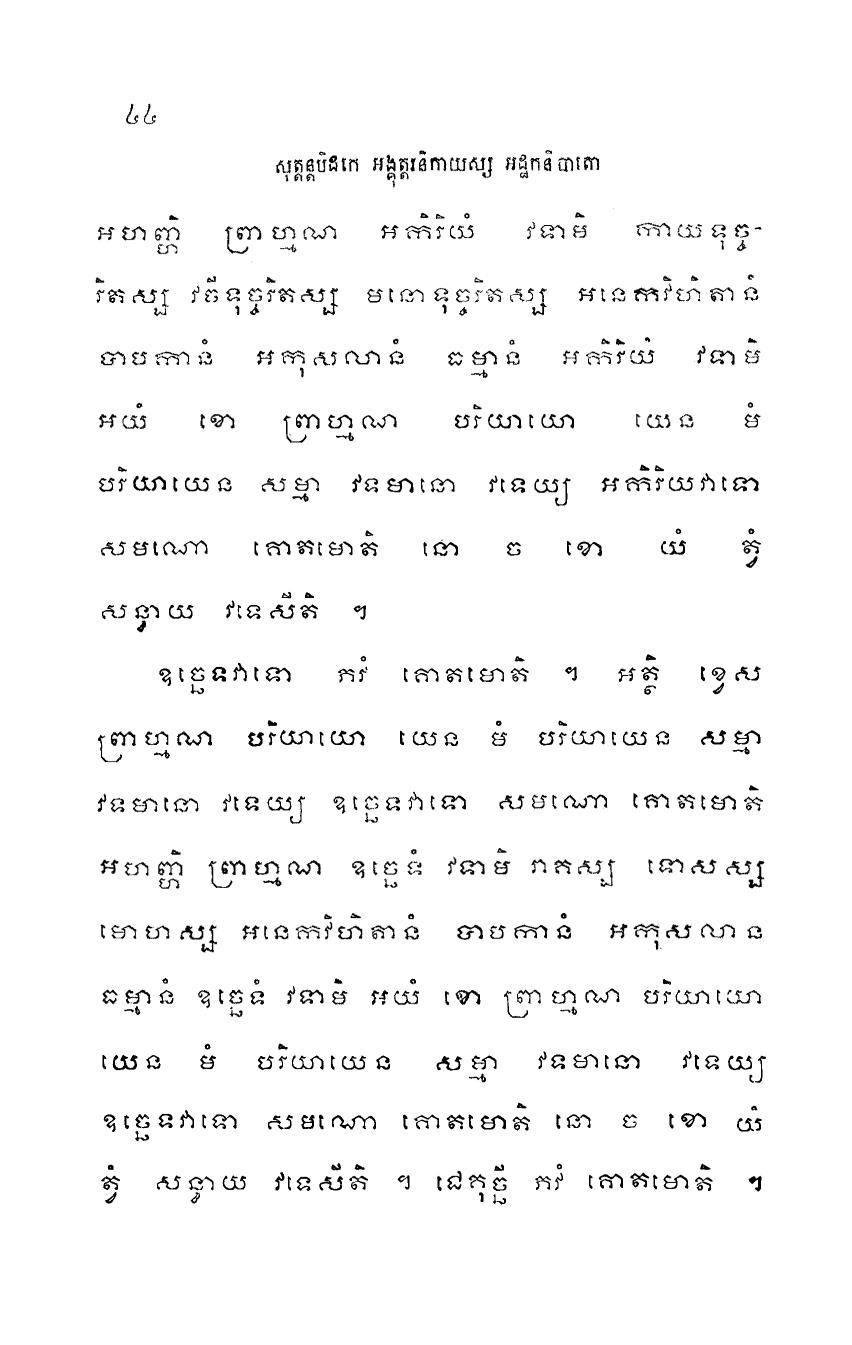 ៤៤
សុត្តន្តបិដកេ អង្គុត្តរនិកាយស្ស អដ្ឋកនិបាតោ
អហញ្ហិ ព្រាហ្មណ អកិរិយំ វទាមិ កាយទុច្ច-
រិតស្ស វចីទុច្ចរិតស្ស មនោទុច្ចរិតស្ស អនេកវិហិតានំ
បាបកានំ អកុសលានំ ធម្មានំ អកិរិយំ វទាមិ
អយំ ខោ ព្រាហ្មណ បរិយាយោ យេន មំ
បរិយាយេន សម្មា វទមានោ វទេយ្យ អកិរិយវាទោ
សមណោ គោតមោតិ នោ ច ខោ យំ ត្វំ
សន្ធាយ វទេសីតិ ។
ឧច្ឆេទវាទោ ភវំ គោតមោតិ ។ អត្ថិ ខ្វេស
ព្រាហ្មណ បរិយាយោ យេន មំ បរិយាយេន សម្មា
វទមានោ វទេយ្យ ឧច្ឆេទវាទោ សមណោ គោតមោតិ
អហញ្ហិ ព្រាហ្មណ ឧច្ឆេទំ វទាមិ រាគស្ស ទោសស្ស
មោហស្ស អនេកវិហិតានំ បាបកានំ អកុសលាន
ធម្មានំ ឧច្ឆេទំ វទាមិ អយំ ខោ ព្រាហ្មណ បរិយាយោ
យេន មំ បរិយាយេន សម្មា វទមានោ វទេយ្យ
ឧច្ឆេទវាទោ សមណោ គោតមោតិ នោ ច ខោ យំ
ត្វំ សន្ធាយ វទេសីតិ ។ ជេគុច្ឆី ភវំ គោតមោតិ ។